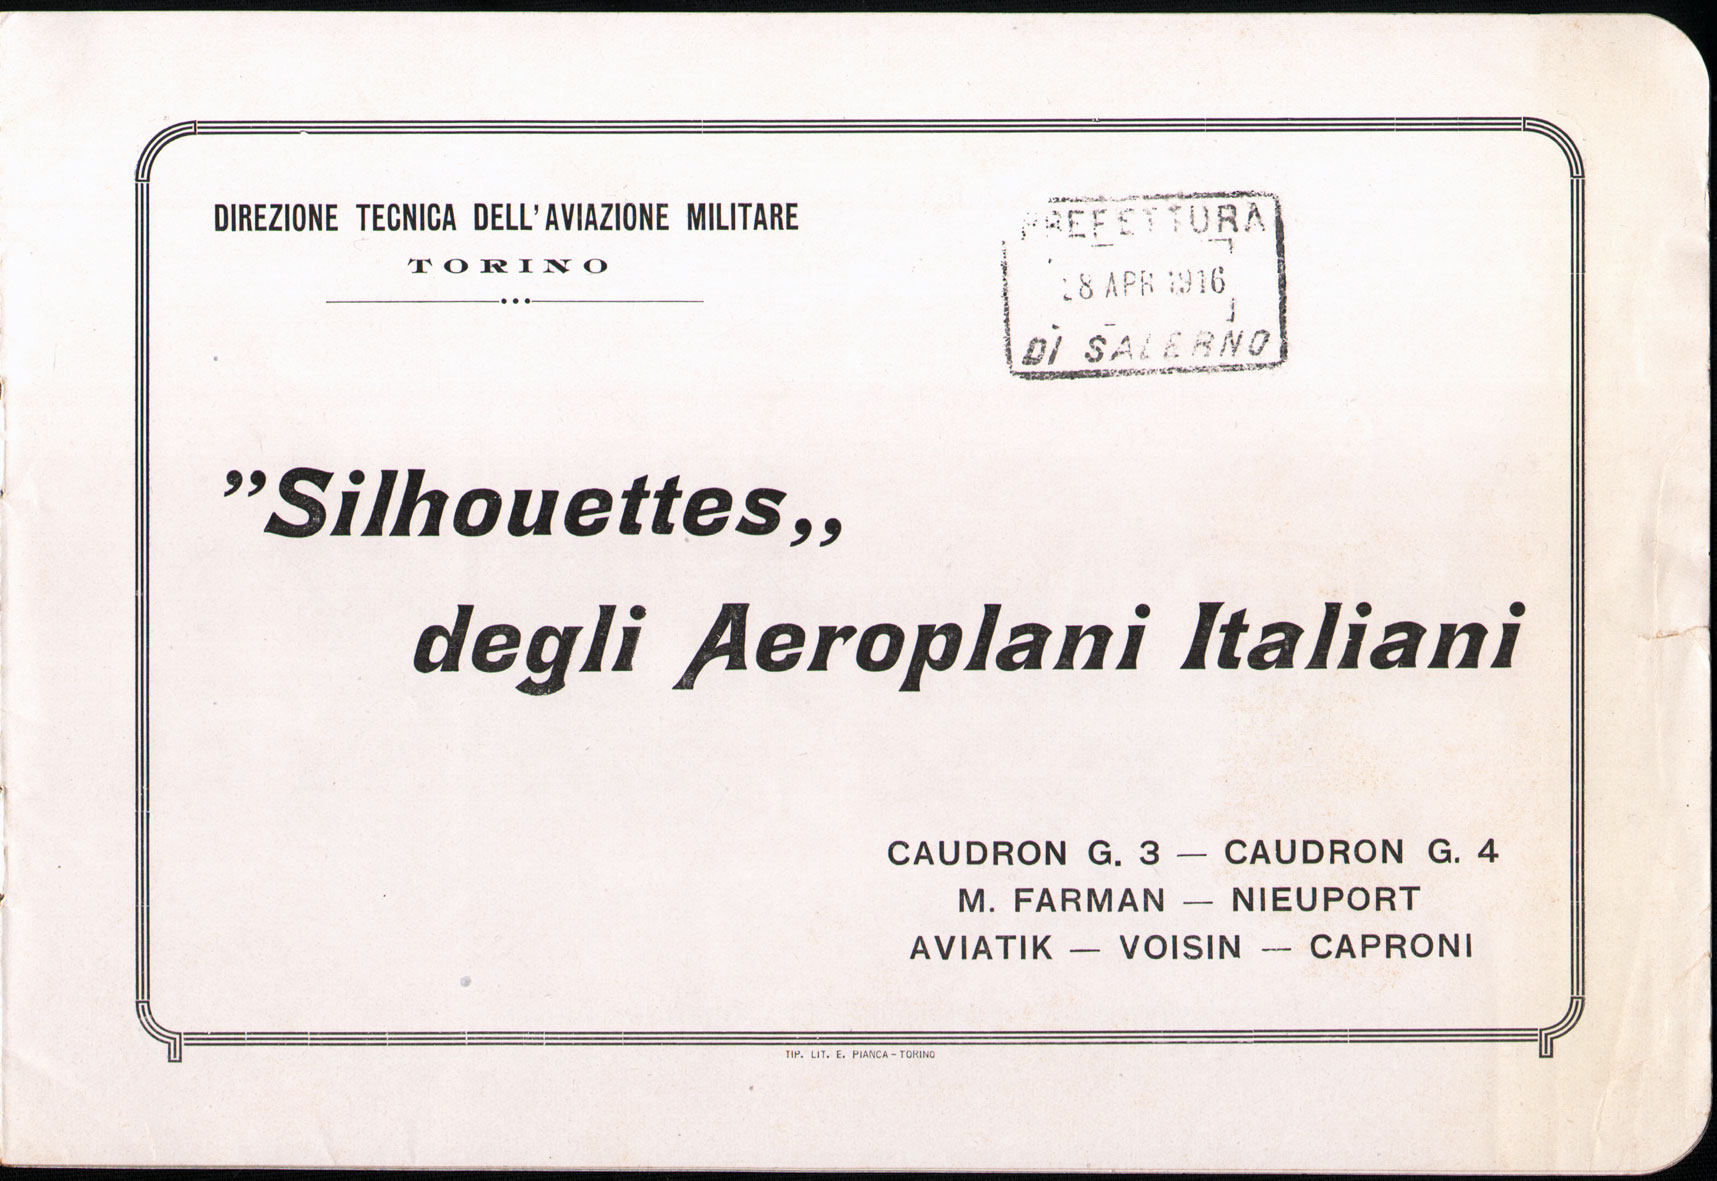 DIREZIONE TECNICA DELL'AVIAZIONE MILITARE
TORINO
PREFETTURA
28 APR 1916
DI SALERNO
”Silhouettes,,
degli Aeroplani Italiani
CAUDRON G. 3 — CAUDRON G. 4
M. FARMAN — NIEUPORT
AVIATIK — VOISIN — CAPRONI
TIP. LIT. E. PIANCA - TORINO